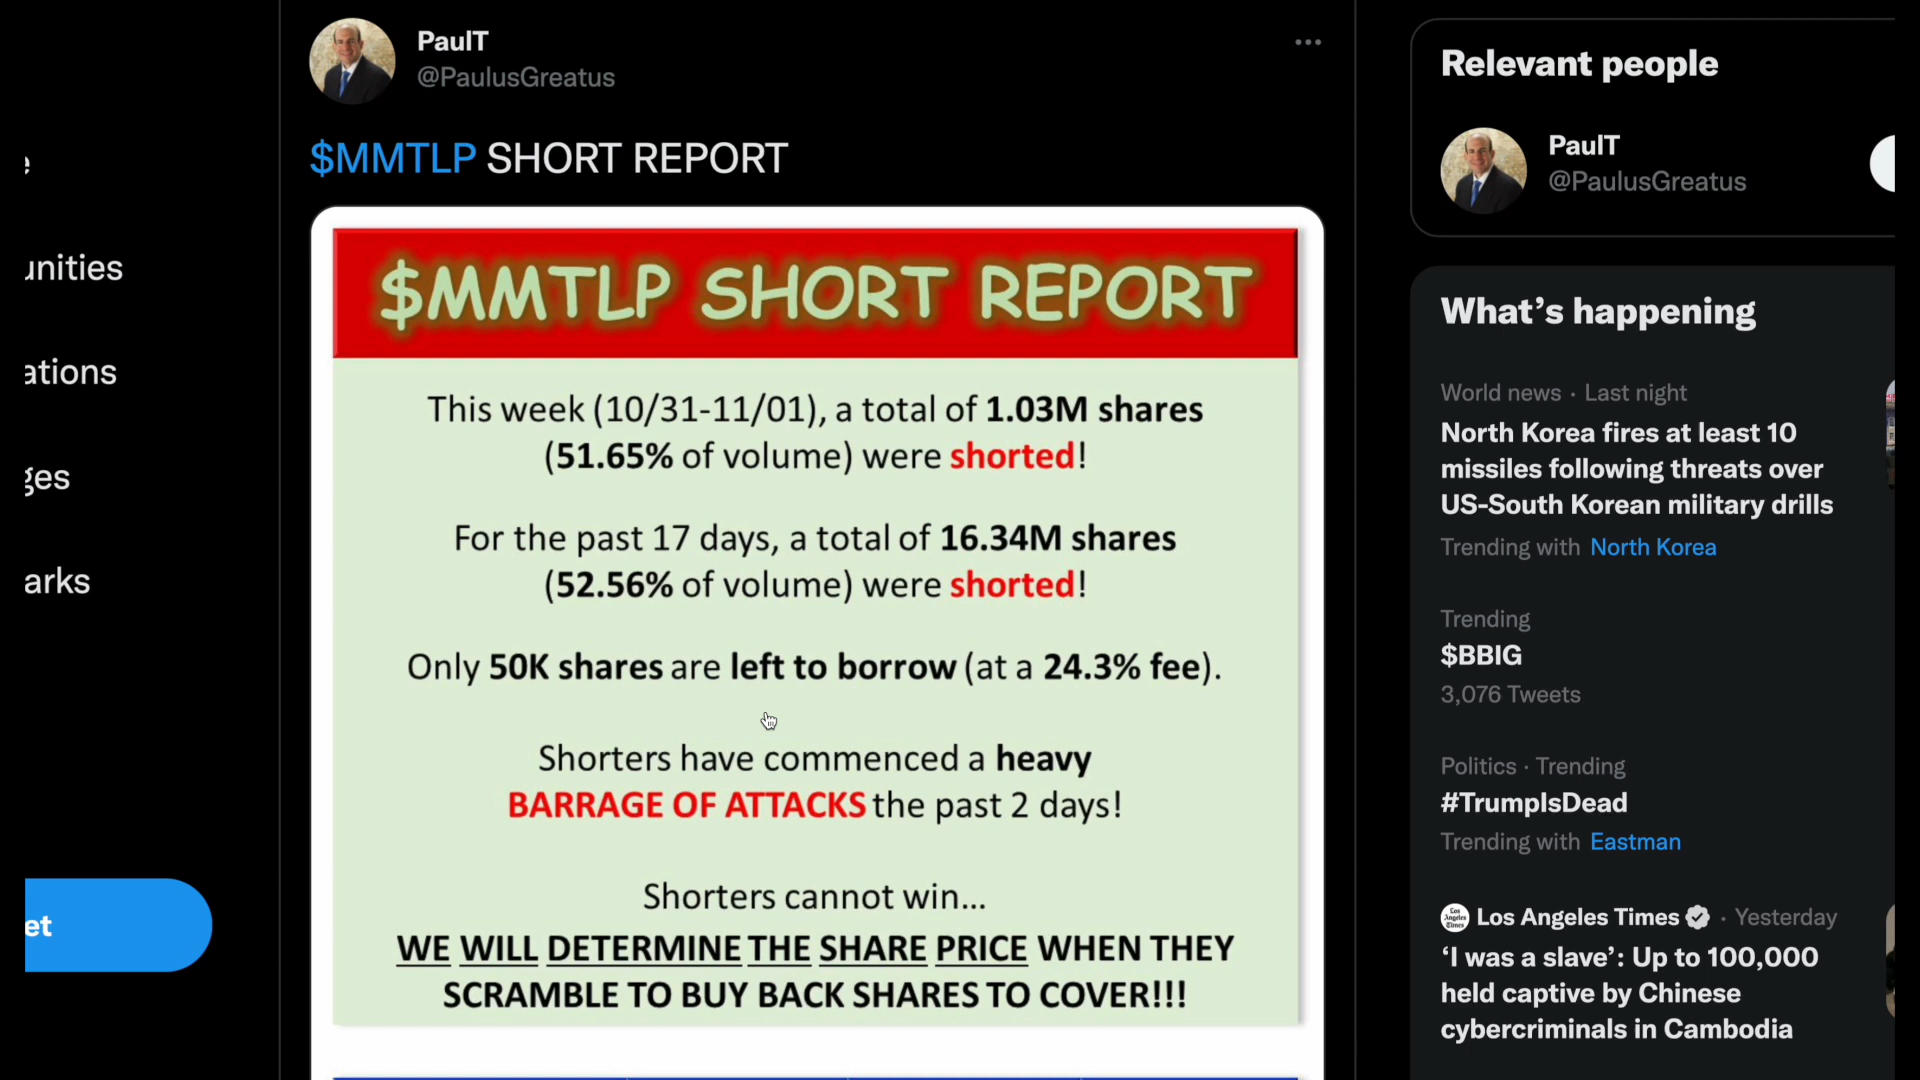 PaulT
@PaulusGreatus
$MMTLP SHORT REPORT
$MMTLP SHORT REPORT
This week (10/31-11/01), a total of 1.03M shares
(51.65% of volume) were shorted!
For the past 17 days, a total of 16.34M shares
(52.56% of volume) were shorted!
Only 50K shares are left to borrow (at a 24.3% fee).
Shorters have commenced a heavy
BARRAGE OF ATTACKS the past 2 days!
Shorters cannot win...
WE WILL DETERMINE THE SHARE PRICE WHEN THEY
SCRAMBLE TO BUY BACK SHARES TO COVER!!!
unities
ations
ges
arks
et
Relevant people
PaulT
@PaulusGreatus
What's happening
World news · Last night
North Korea fires at least 10
missiles following threats over
US-South Korean military drills
Trending with North Korea
Trending
$BBIG
3,076 Tweets
Politics · Trending
#TrumpIsDead
Trending with Eastman
Los Angeles Times · Yesterday
‘I was a slave’: Up to 100,000
held captive by Chinese
cybercriminals in Cambodia